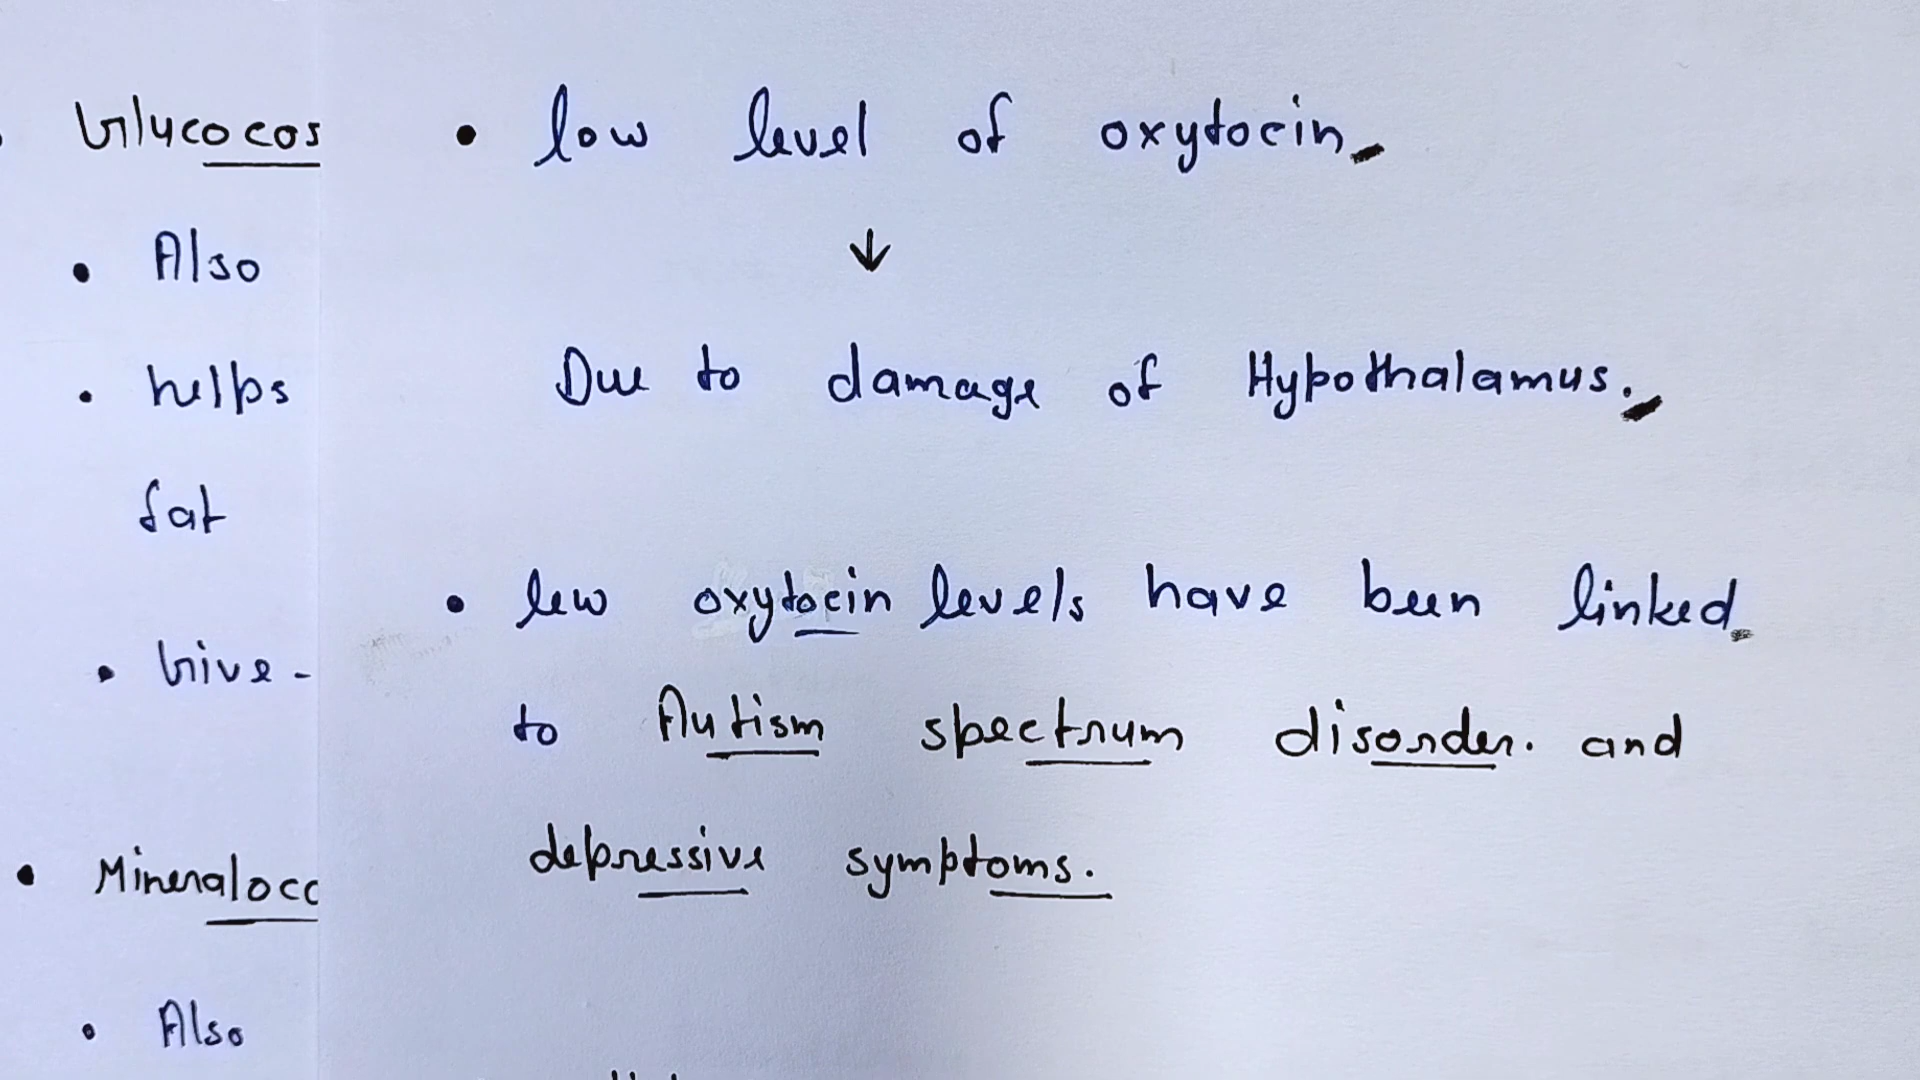 Glucocos
• Also
• helps
fat
• Give -
• Mineraloco
• Also
• low level of oxytocin
↓
Due to damage of Hypothalamus.
• low oxytocin levels have been linked
to Autism spectrum disorder. and
depressive symptoms.